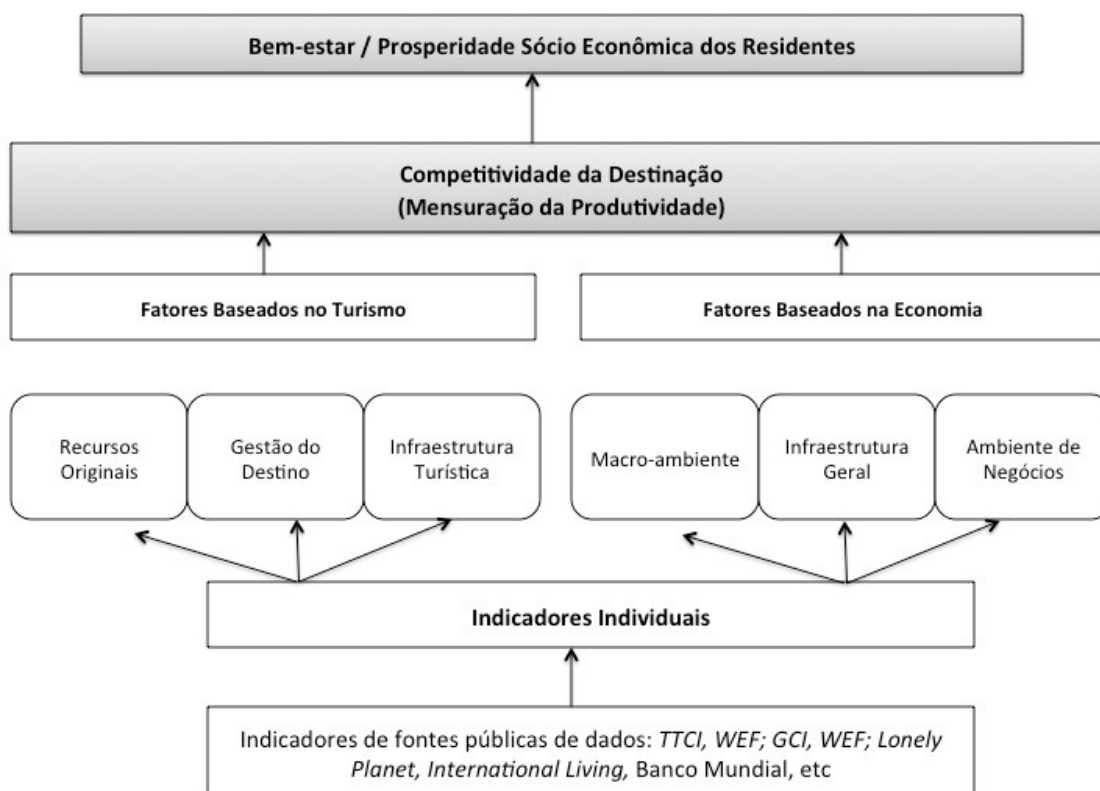 Bem-estar / Prosperidade Sócio Econômica dos Residentes
Competitividade da Destinação
(Mensuração da Produtividade)
Fatores Baseados no Turismo
Fatores Baseados na Economia
Recursos
Originais
Gestão do
Destino
Infraestrutura
Turística
Macro-ambiente
Infraestrutura
Geral
Ambiente de
Negócios
Indicadores Individuais
Indicadores de fontes públicas de dados: TTCI, WEF; GCI, WEF; Lonely
Planet, International Living, Banco Mundial, etc